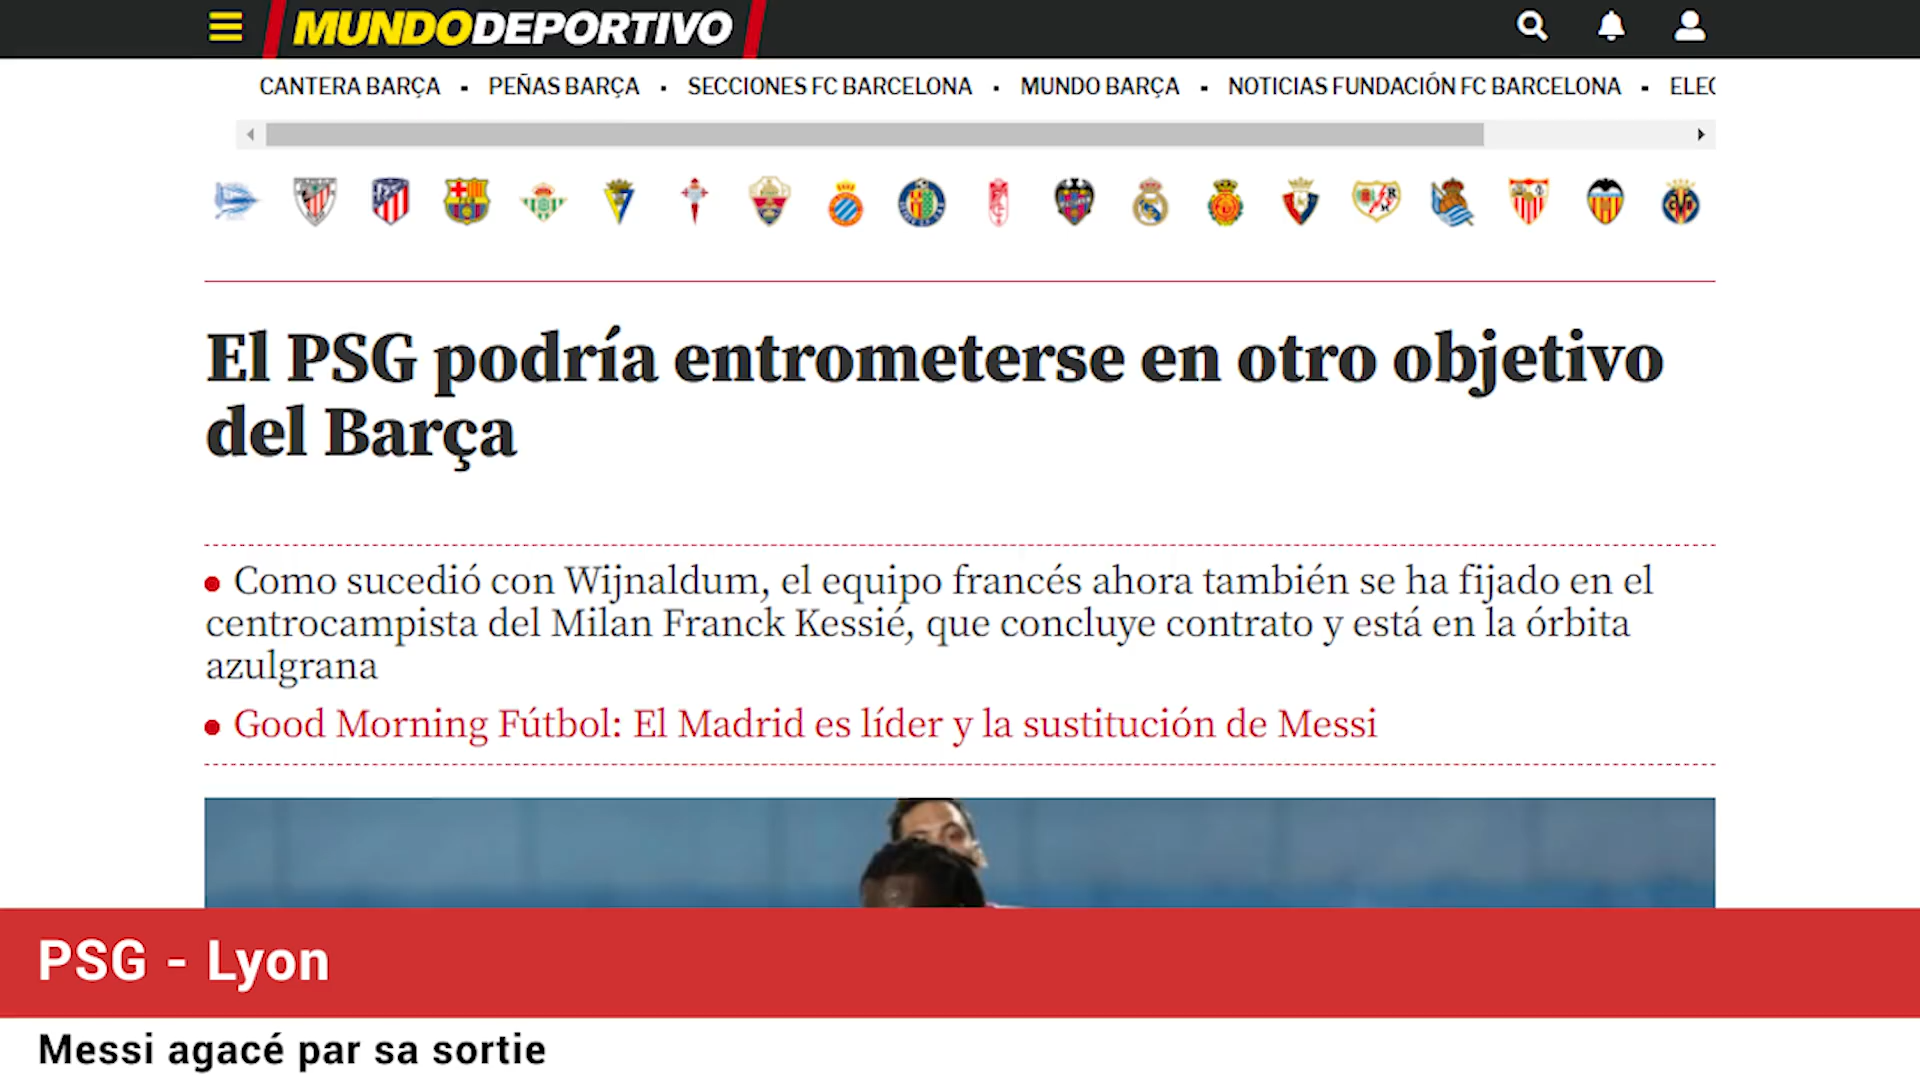 MUNDODEPORTIVO
CANTERA BARÇA ▪ PEÑAS BARÇA ▪ SECCIONES FC BARCELONA ▪ MUNDO BARÇA ▪ NOTICIAS FUNDACIÓN FC BARCELONA ▪ ELEC
El PSG podría entrometerse en otro objetivo
del Barça
● Como sucedió con Wijnaldum, el equipo francés ahora también se ha fijado en el
centrocampista del Milan Franck Kessié, que concluye contrato y está en la órbita
azulgrana
● Good Morning Fútbol: El Madrid es líder y la sustitución de Messi
PSG - Lyon
Messi agacé par sa sortie